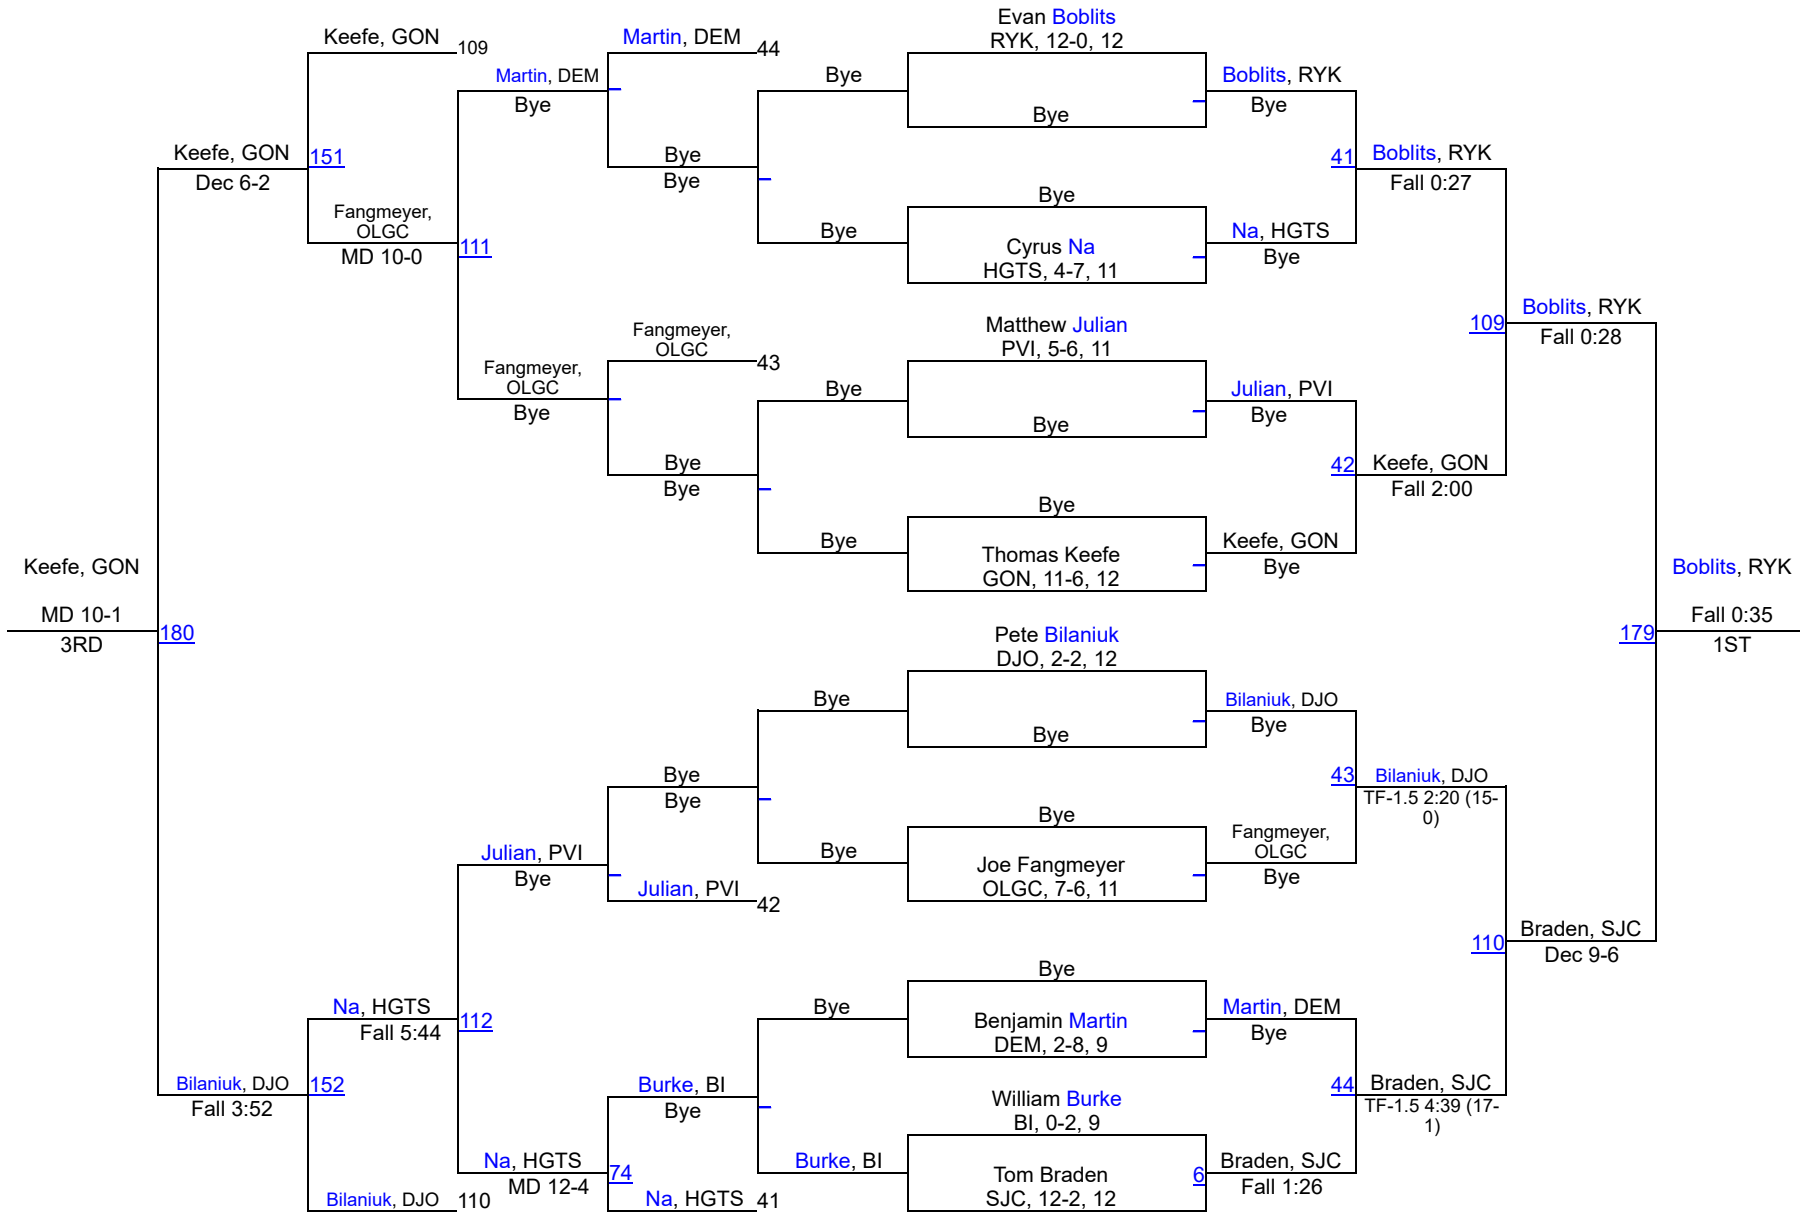 Evan Boblits
RYK, 12-0, 12
Keefe, GON
109
Martin, DEM
44
Martin, DEM
Bye
Bye
Boblits, RYK
Bye
Bye
Keefe, GON
151
Dec 6-2
Bye
Bye
41
Boblits, RYK
Fall 0:27
Fangmeyer,
OLGC
MD 10-0
111
Bye
Bye
Cyrus Na
HGTS, 4-7, 11
Na, HGTS
Bye
Fangmeyer,
OLGC
43
Matthew Julian
PVI, 5-6, 11
109
Boblits, RYK
Fall 0:28
Fangmeyer,
OLGC
Bye
Bye
Bye
Julian, PVI
Bye
Bye
Bye
42
Keefe, GON
Fall 2:00
Bye
Bye
Thomas Keefe
GON, 11-6, 12
Keefe, GON
Bye
Keefe, GON
MD 10-1
3RD
180
Pete Bilaniuk
DJO, 2-2, 12
179
Boblits, RYK
Fall 0:35
1ST
Bye
Bye
Bilaniuk, DJO
Bye
Bye
Bye
43
Bilaniuk, DJO
TF-1.5 2:20 (15-
0)
Julian, PVI
Bye
Julian, PVI
42
Bye
Bye
Joe Fangmeyer
OLGC, 7-6, 11
Fangmeyer,
OLGC
Bye
110
Braden, SJC
Dec 9-6
Na, HGTS
Fall 5:44
112
Bye
Bye
Benjamin Martin
DEM, 2-8, 9
Martin, DEM
Bye
Bilaniuk, DJO
Fall 3:52
152
Burke, BI
Bye
William Burke
BI, 0-2, 9
44
Braden, SJC
TF-1.5 4:39 (17-
1)
Na, HGTS
MD 12-4
74
Burke, BI
Tom Braden
SJC, 12-2, 12
6
Braden, SJC
Fall 1:26
Bilaniuk, DJO
110
Na, HGTS
41